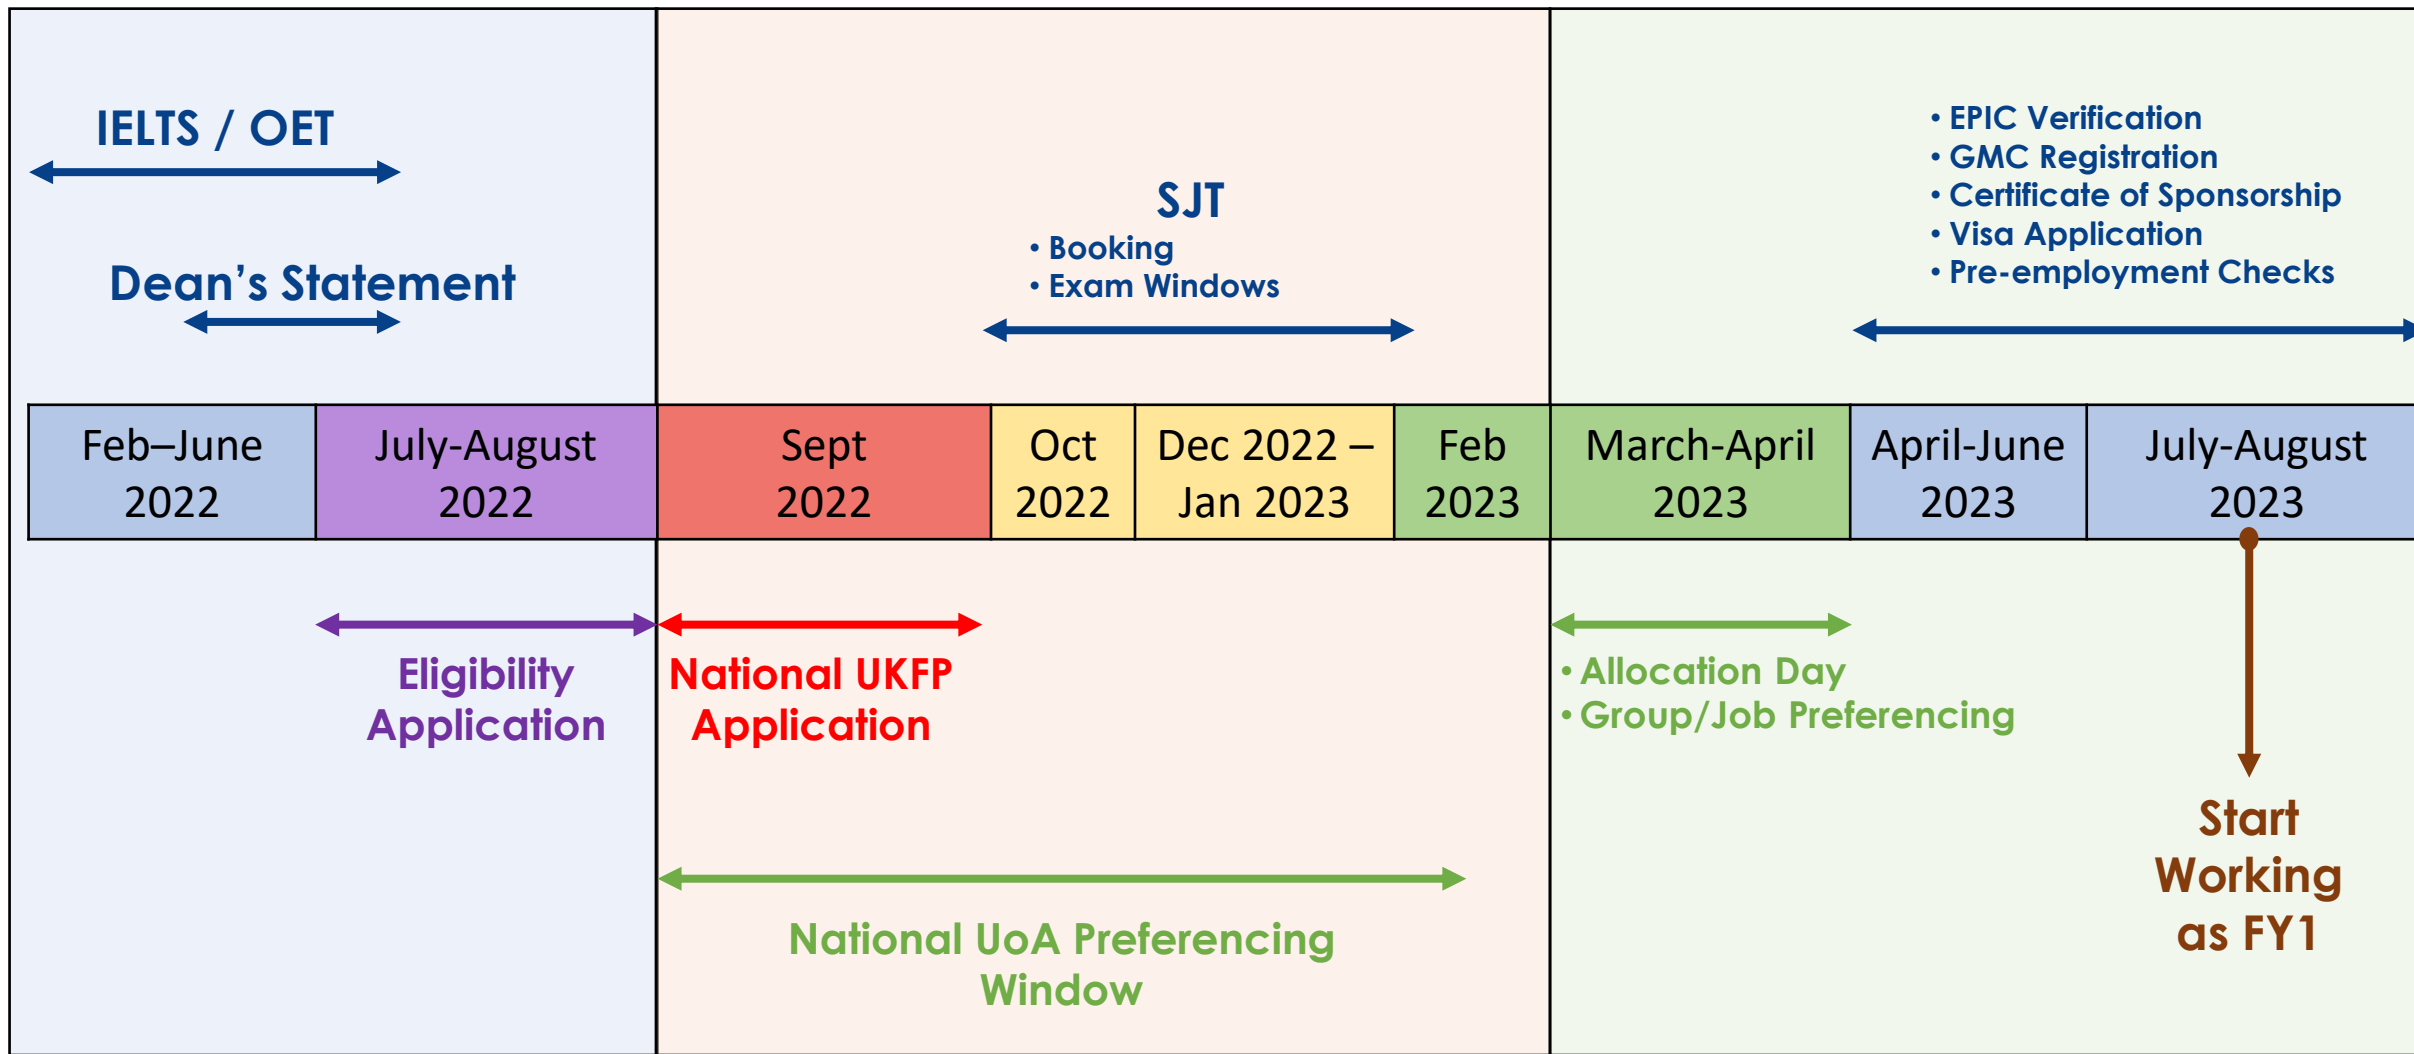 IELTS / OET
Dean’s Statement
SJT
• Booking
• Exam Windows
• EPIC Verification
• GMC Registration
• Certificate of Sponsorship
• Visa Application
• Pre-employment Checks
Feb–June
2022
July-August
2022
Sept
2022
Oct
2022
Dec 2022 –
Jan 2023
Feb
2023
March-April
2023
April-June
2023
July-August
2023
Eligibility
Application
National UKFP
Application
• Allocation Day
• Group/Job Preferencing
National UoA Preferencing
Window
Start
Working
as FY1